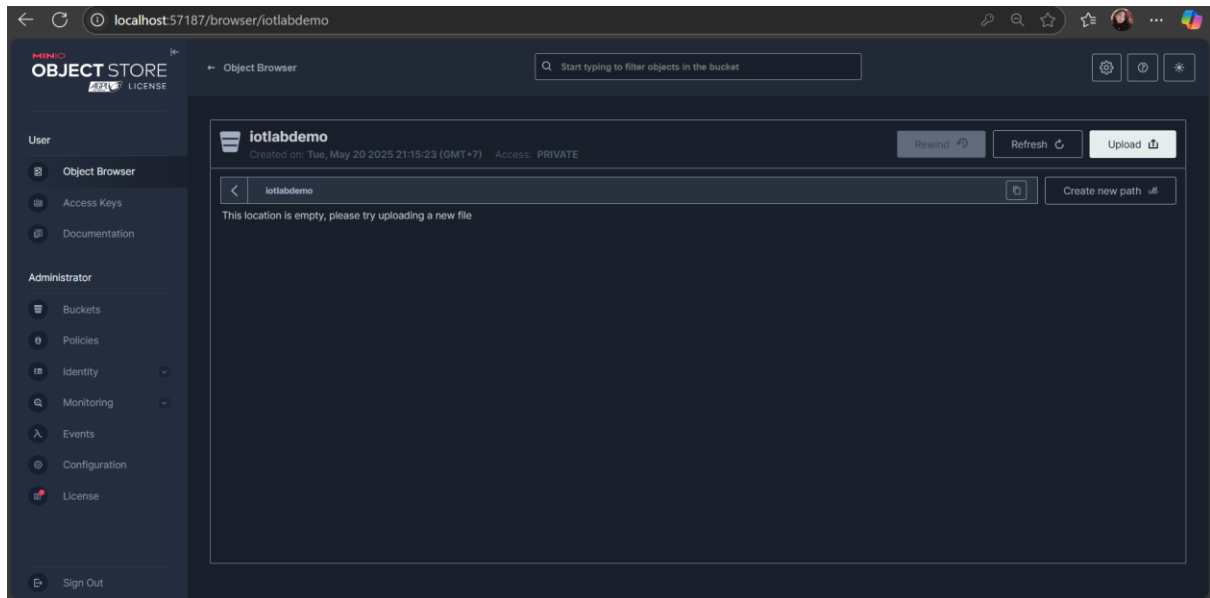 localhost:57187/browser/iotlabdemo
MINIO
OBJECT STORE
AGPL LICENSE
← Object Browser
Start typing to filter objects in the bucket
User
Object Browser
Access Keys
Documentation
Administrator
Buckets
Policies
Identity
Monitoring
Events
Configuration
License
Sign Out
iotlabdemo
Created on: Tue, May 20 2025 21:15:23 (GMT+7) Access: PRIVATE
Rewind
Refresh
Upload
iotlabdemo
Create new path
This location is empty, please try uploading a new file